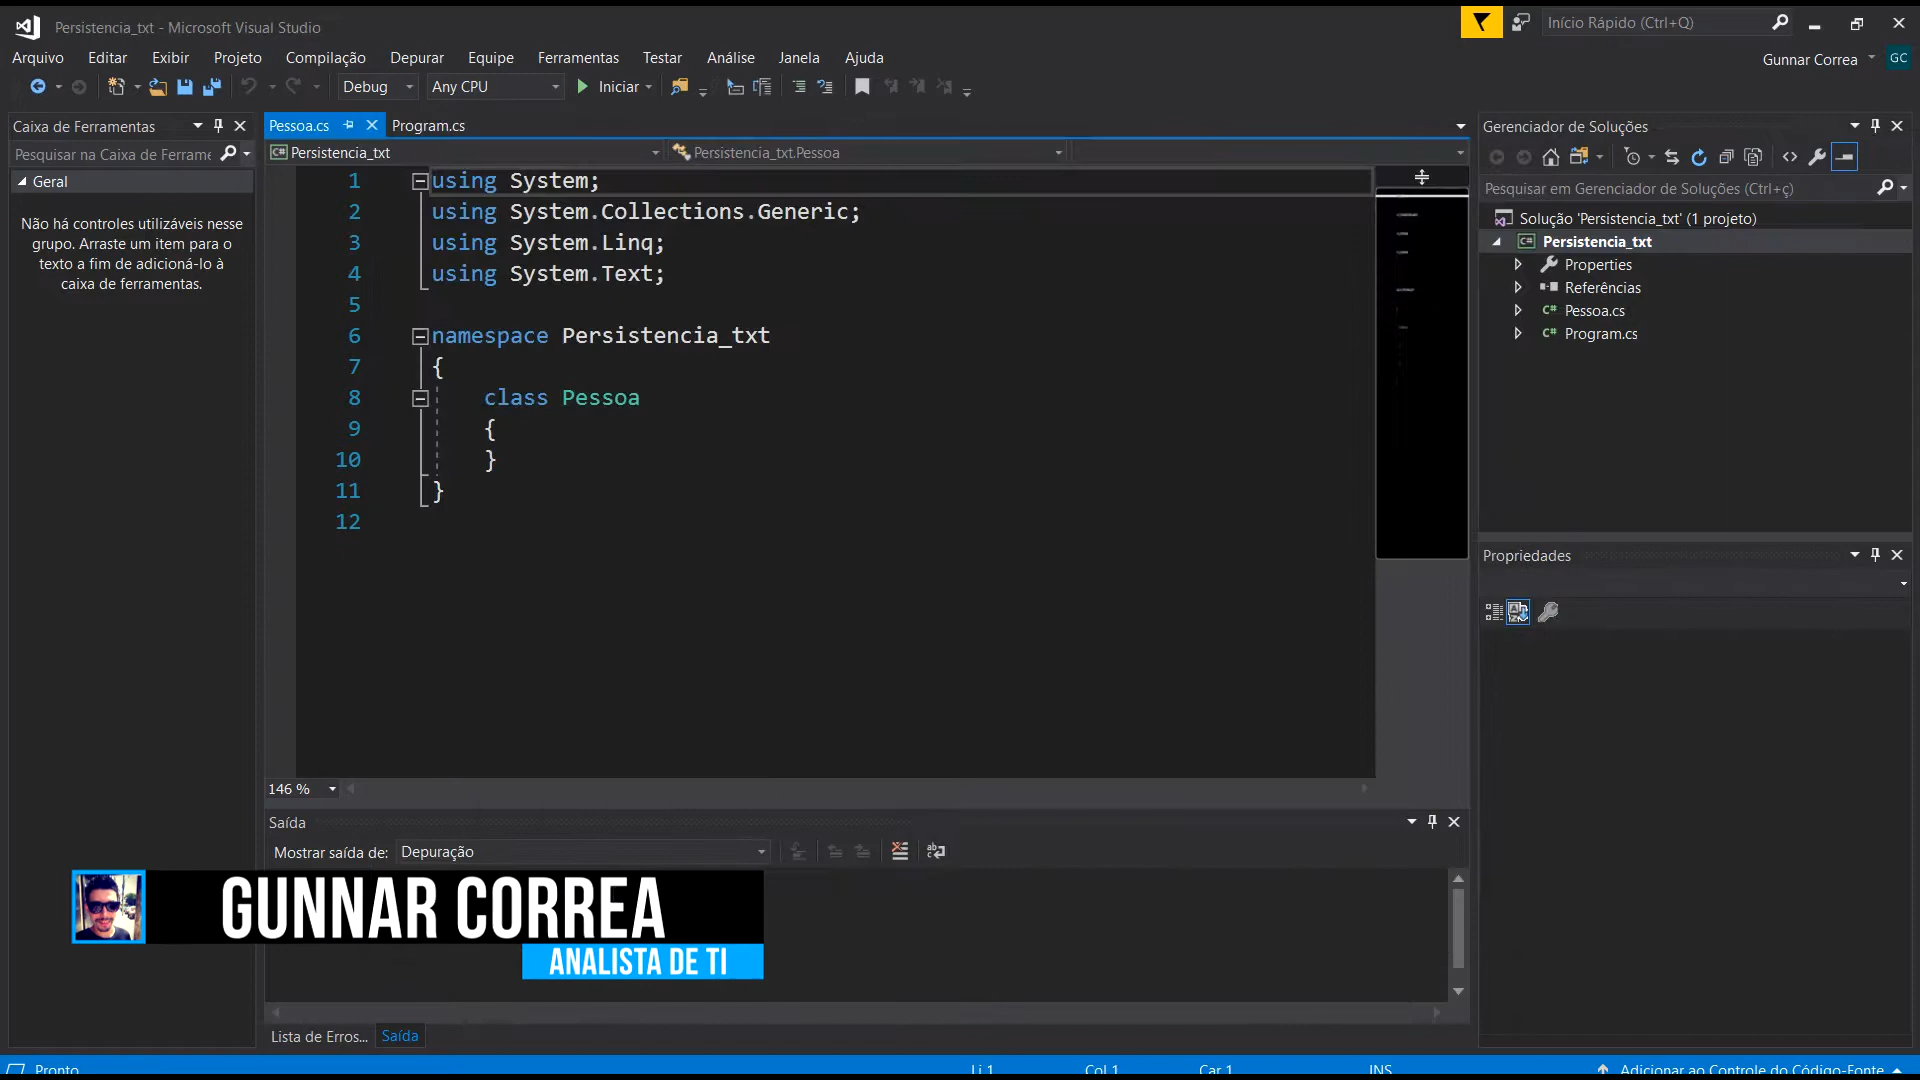 Persistencia_txt - Microsoft Visual Studio
Início Rápido (Ctrl+Q)
Arquivo Editar Exibir Projeto Compilação Depurar Equipe Ferramentas Testar Análise Janela Ajuda
Gunnar Correa GC
Debug Any CPU Iniciar
Caixa de Ferramentas
Pesquisar na Caixa de Ferrame
Geral
Não há controles utilizáveis nesse
grupo. Arraste um item para o
texto a fim de adicioná-lo à
caixa de ferramentas.
Pessoa.cs Program.cs
Persistencia_txt Persistencia_txt.Pessoa
1 using System;
2 using System.Collections.Generic;
3 using System.Linq;
4 using System.Text;
5
6 namespace Persistencia_txt
7 {
8 class Pessoa
9 {
10 }
11 }
12
146 %
Saída
Mostrar saída de: Depuração
GUNNAR CORREA
ANALISTA DE TI
Lista de Erros... Saída
Gerenciador de Soluções
Pesquisar em Gerenciador de Soluções (Ctrl+ç)
Solução 'Persistencia_txt' (1 projeto)
Persistencia_txt
Properties
Referências
C# Pessoa.cs
C# Program.cs
Propriedades
Pronto Li 1 Col 1 Car 1 INS Adicionar ao Controle do Código-Fonte